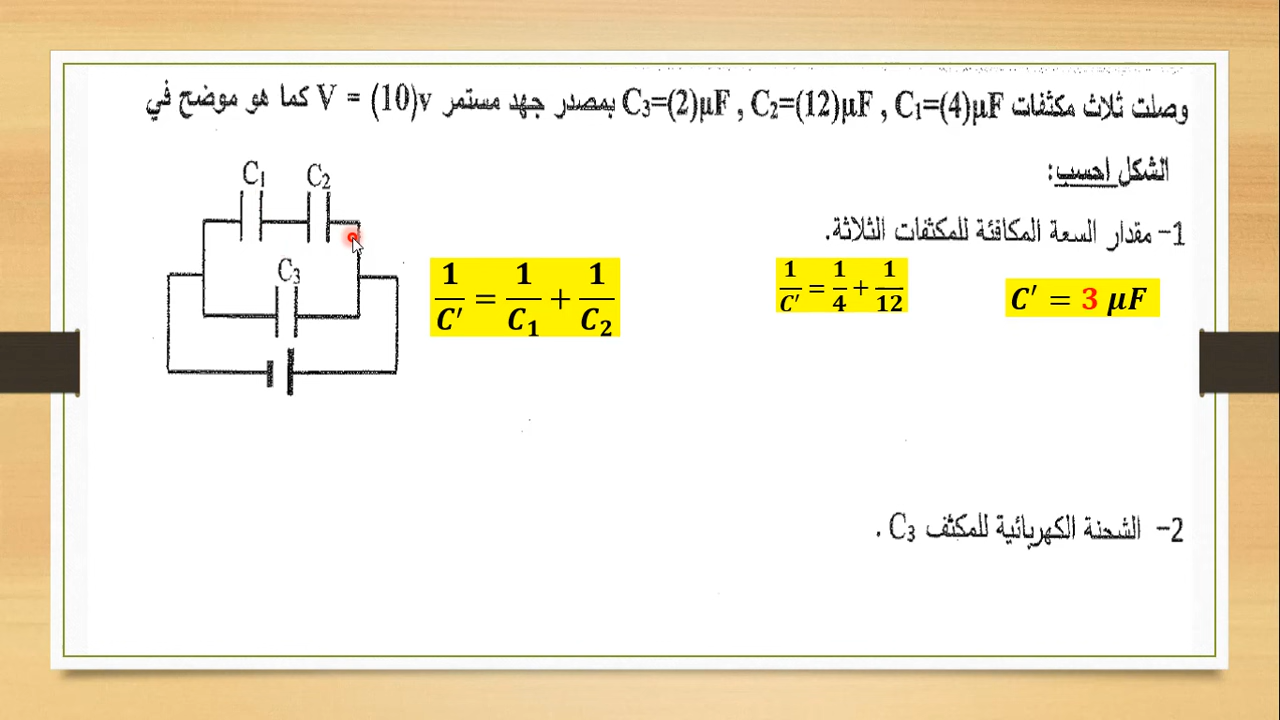 وصلت ثلاث مكثفات C₁=(4)μF , C₂=(12)μF , C₃=(2)μF بمصدر جهد مستمر V = (10)v كما هو موضح في
الشكل احسب:
1– مقدار السعة المكافئة للمكثفات الثلاثة.
C₁ C₂
C₃
1/C' = 1/C₁ + 1/C₂
1/C' = 1/4 + 1/12
C' = 3 μF
2– الشحنة الكهربائية للمكثف C₃ .